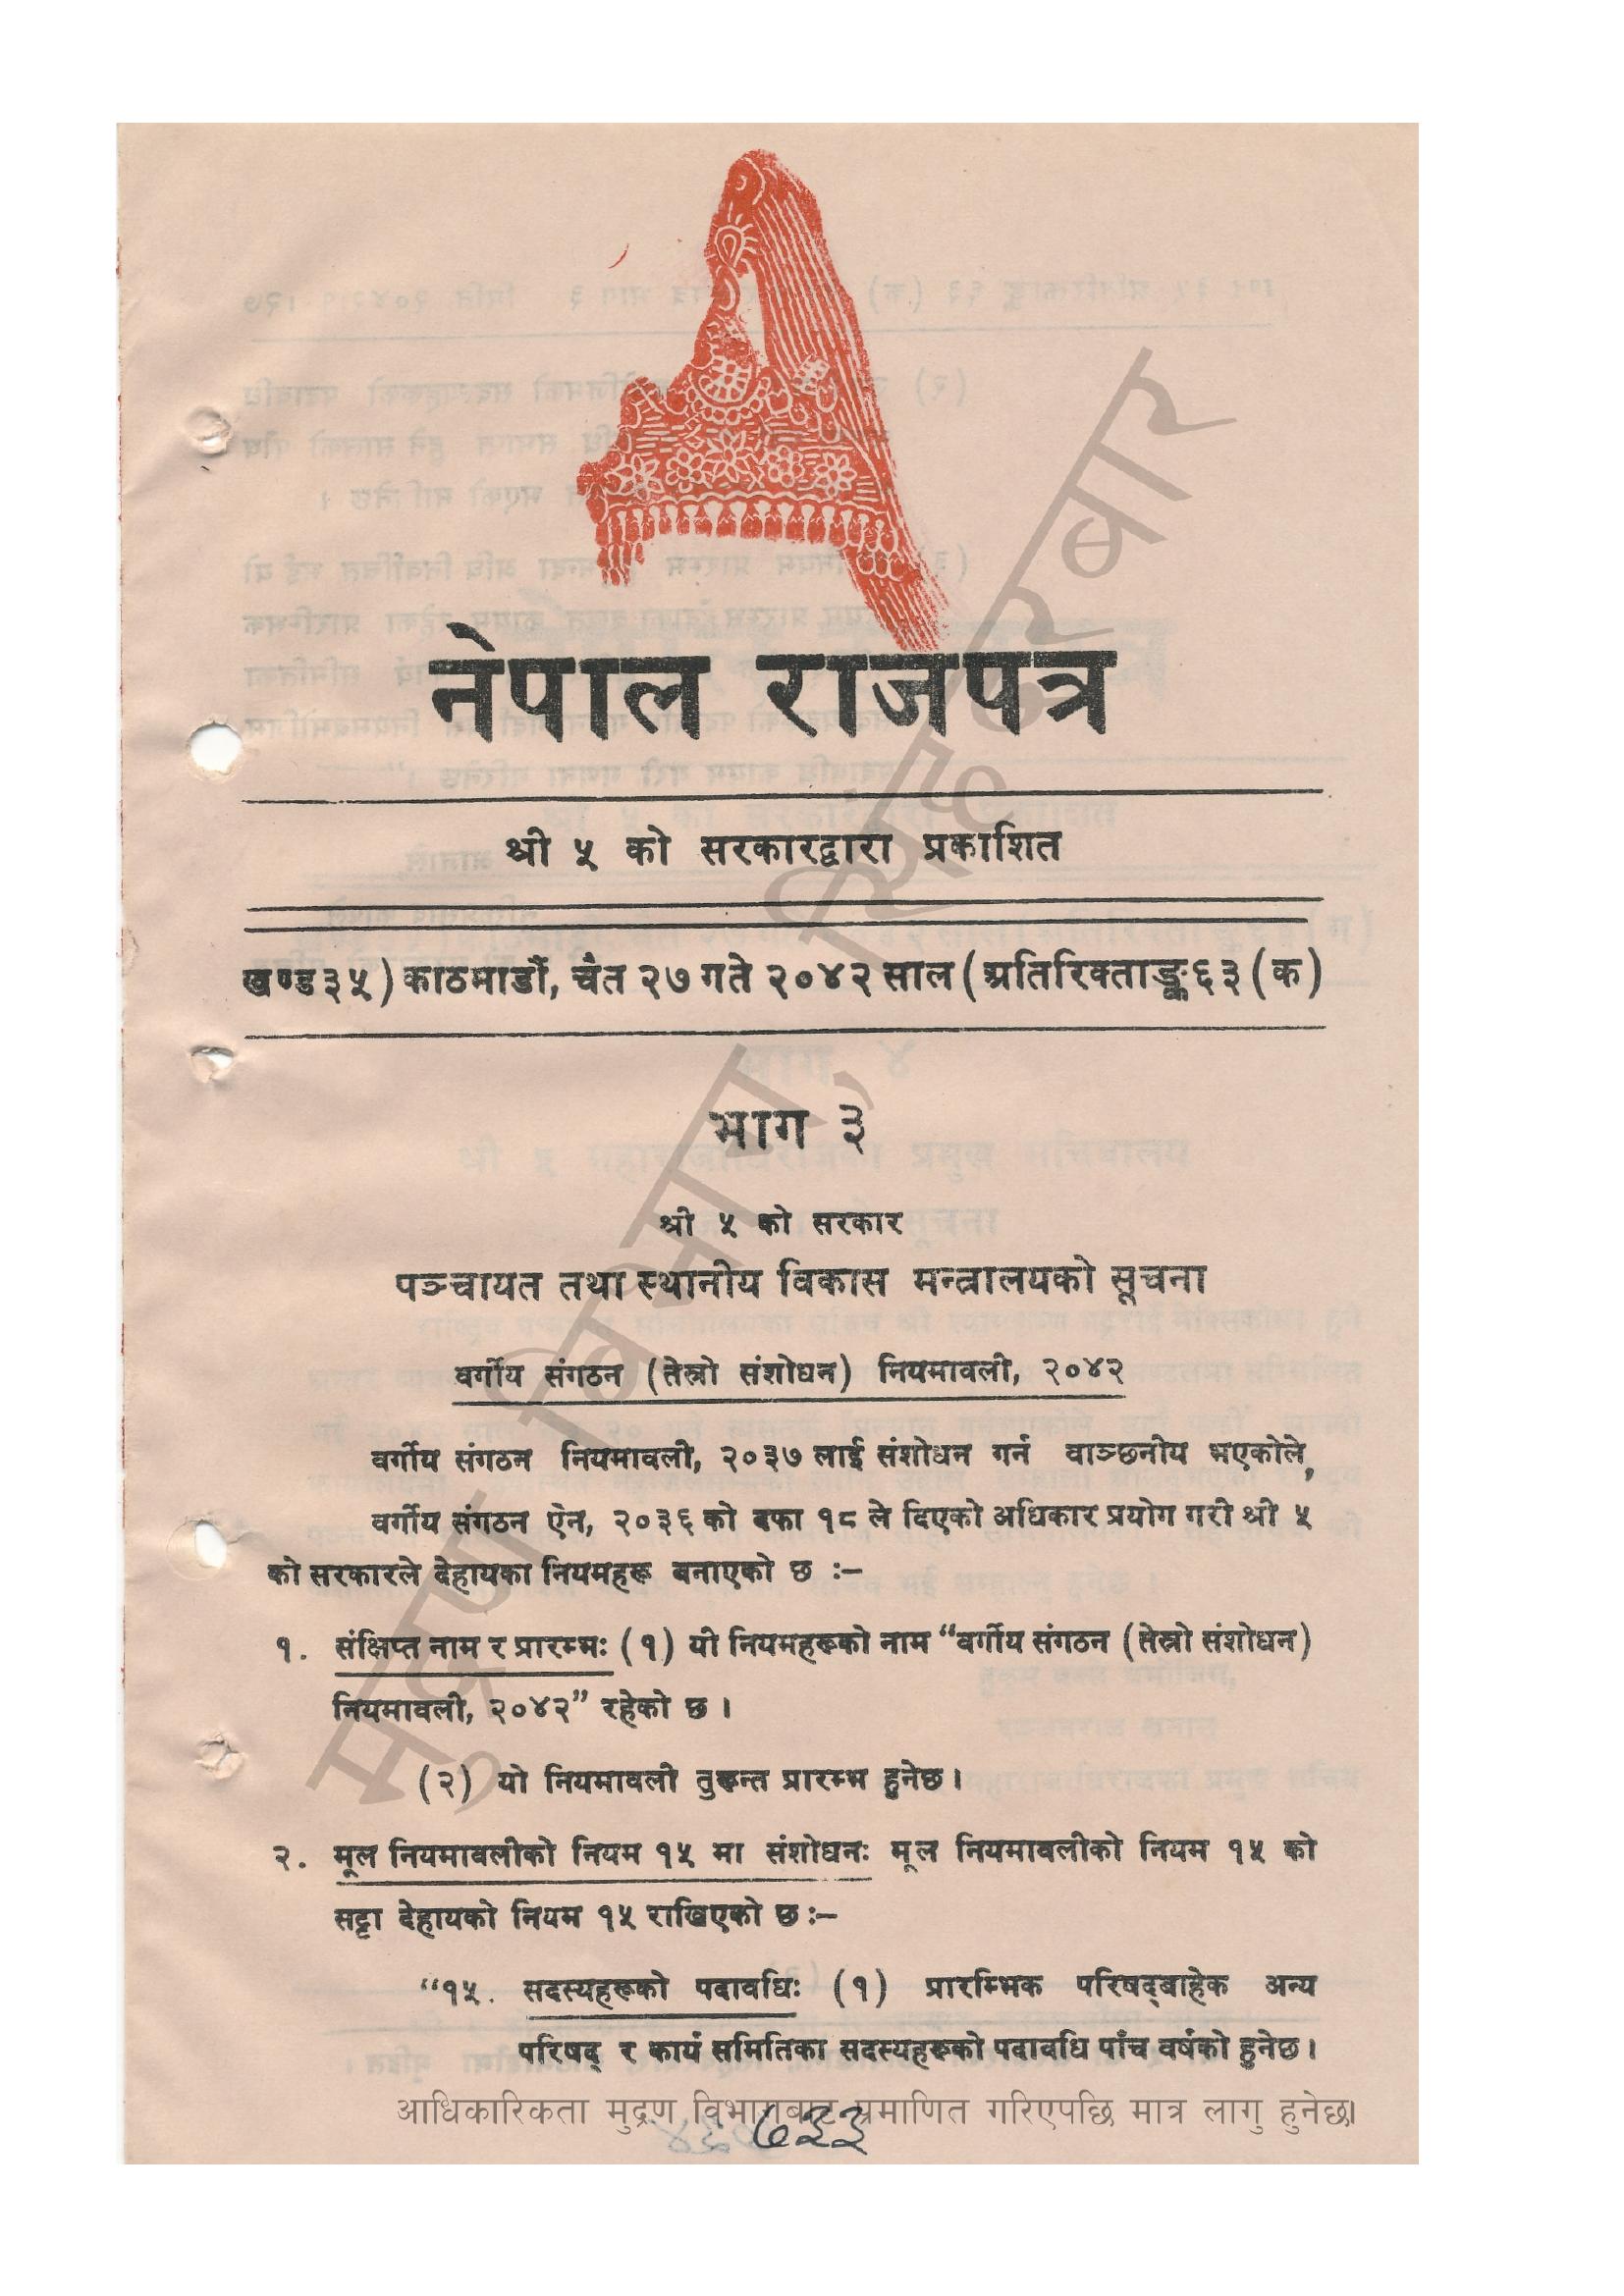 नेपाल राजपत्र
श्री ५ को सरकारद्वारा प्रकाशित
खण्ड ३५) काठमाडौं, चैत २७ गते २०४२ साल (अतिरिक्ताङ्क ६३ (क)
भाग ३
श्री ५ को सरकार
पञ्चायत तथा स्थानीय विकास मन्त्रालयको सूचना
वर्गीय संगठन (तेस्रो संशोधन) नियमावली, २०४२
वर्गीय संगठन नियमावली, २०३७ लाई संशोधन गर्न वाञ्छनीय भएकोले,
वर्गीय संगठन ऐन, २०३६ को दफा १८ ले दिएको अधिकार प्रयोग गरी श्री ५
को सरकारले देहायका नियमहरू बनाएको छ :–
१. संक्षिप्त नाम र प्रारम्भः (१) यी नियमहरूको नाम “वर्गीय संगठन (तेस्रो संशोधन)
नियमावली, २०४२” रहेको छ ।
(२) यो नियमावली तुरुन्त प्रारम्भ हुनेछ ।
२. मूल नियमावलीको नियम १५ मा संशोधनः मूल नियमावलीको नियम १५ को
सट्टा देहायको नियम १५ राखिएको छ :–
“१५. सदस्यहरूको पदावधिः (१) प्रारम्भिक परिषद्बाहेक अन्य
परिषद् र कार्य समितिका सदस्यहरूको पदावधि पाँच वर्षको हुनेछ ।
आधिकारिकता मुद्रण विभागबाट प्रमाणित गरिएपछि मात्र लागु हुनेछ।
७३३
मुद्रण विभाग, सिंहदरबार